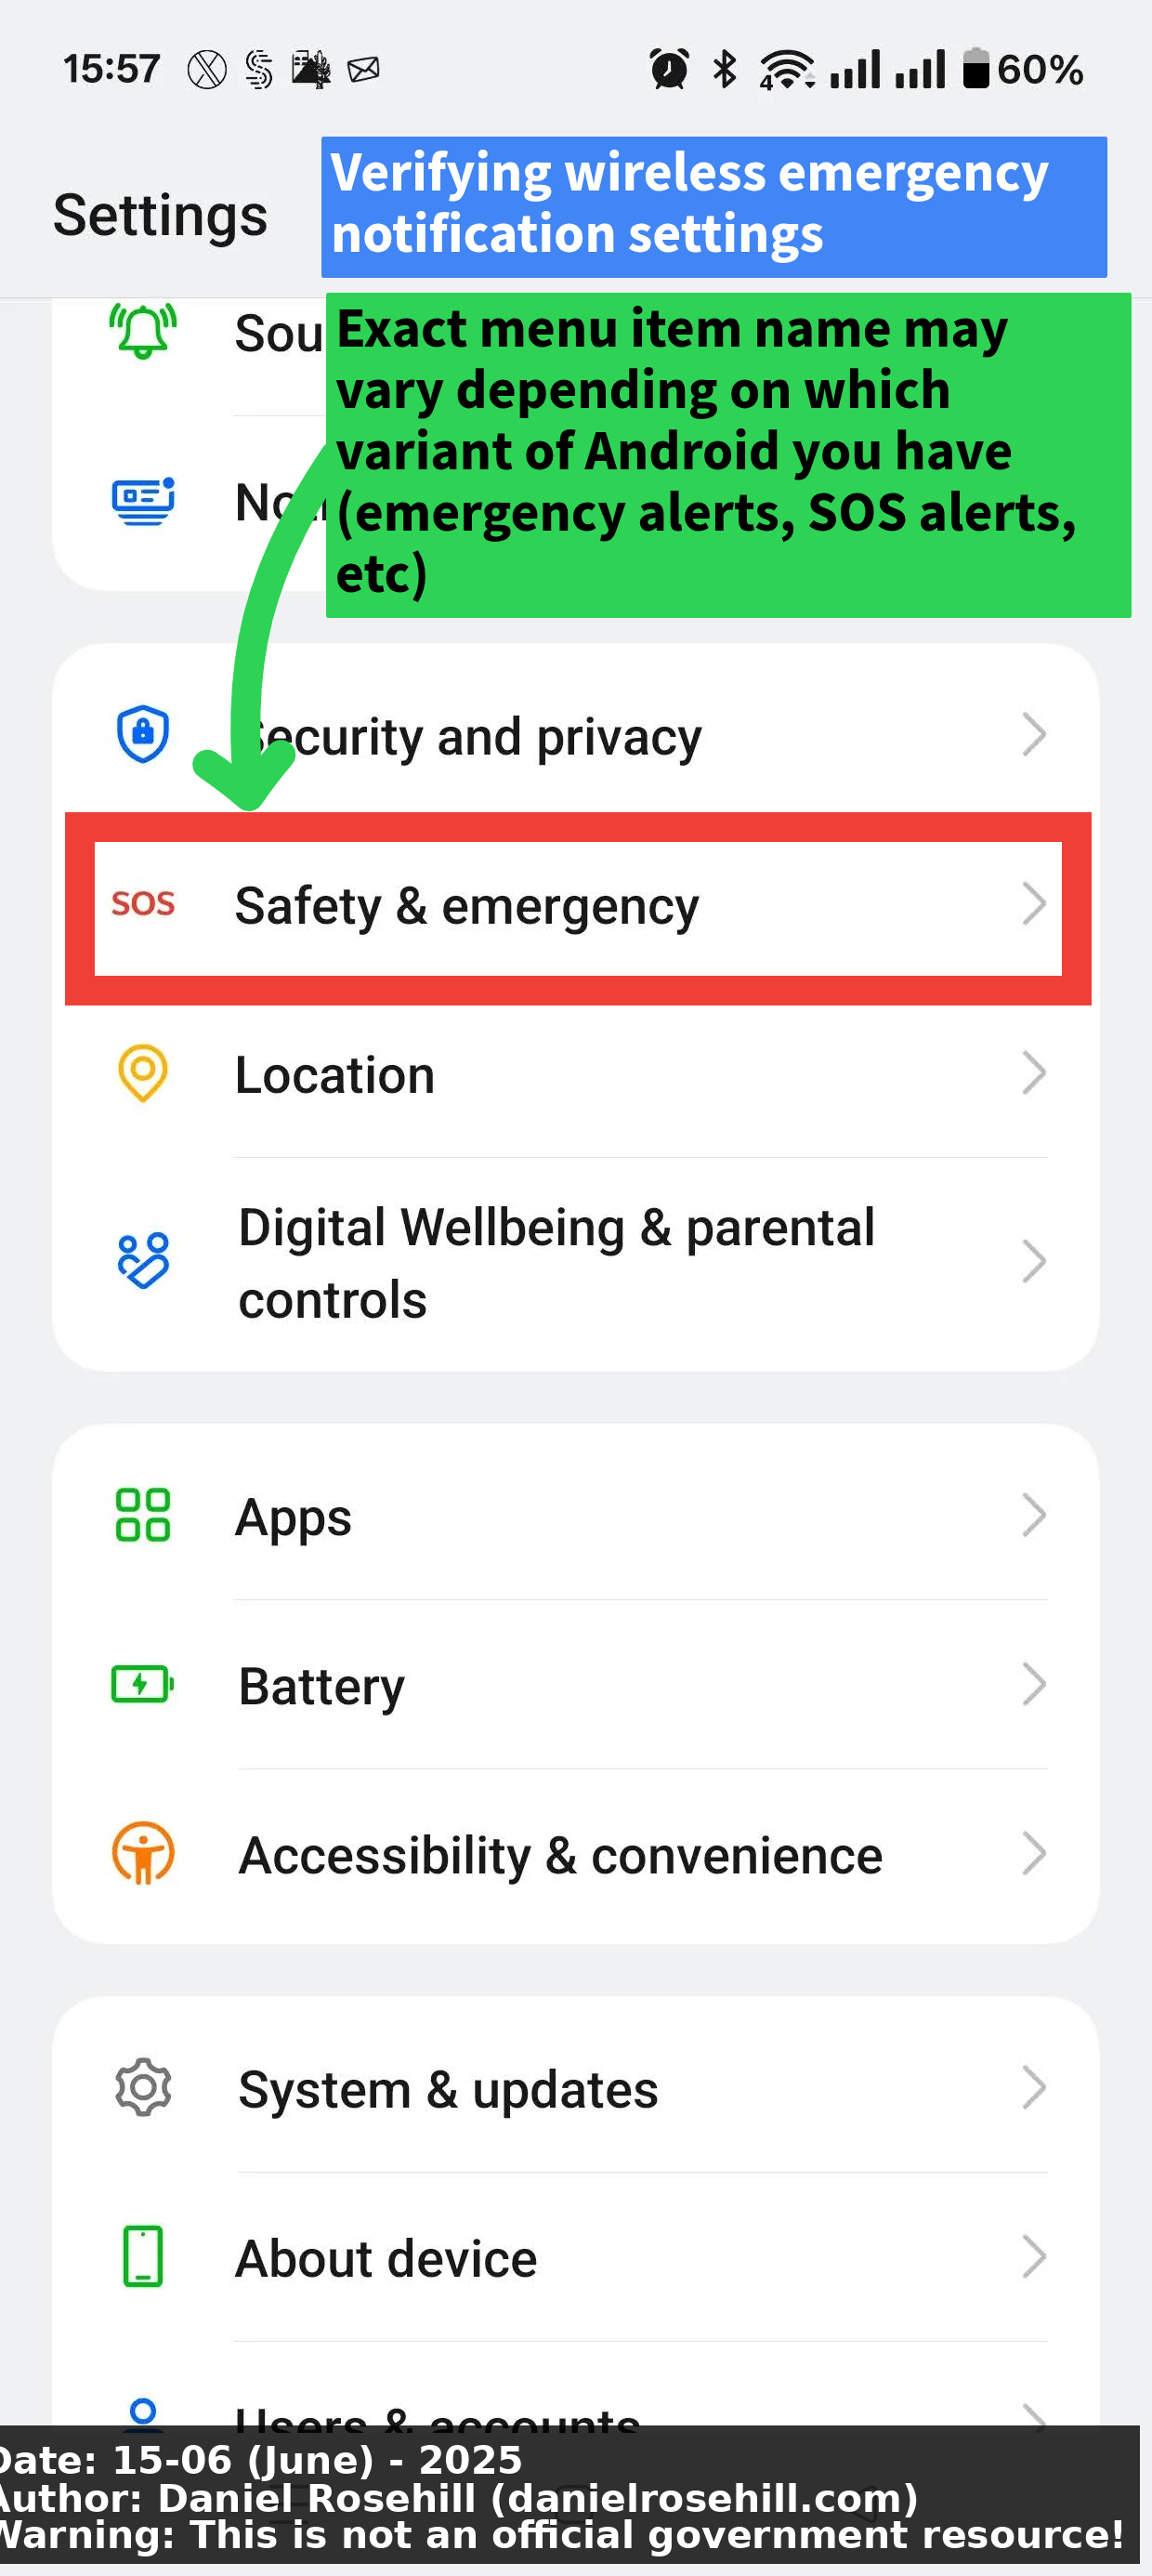 15:57
4
60%
Settings
Verifying wireless emergency
notification settings
Sou
Exact menu item name may
vary depending on which
variant of Android you have
(emergency alerts, SOS alerts,
etc)
Security and privacy
SOS Safety & emergency
Location
Digital Wellbeing & parental
controls
Apps
Battery
Accessibility & convenience
System & updates
About device
Users & accounts
Date: 15-06 (June) - 2025
Author: Daniel Rosehill (danielrosehill.com)
Warning: This is not an official government resource!